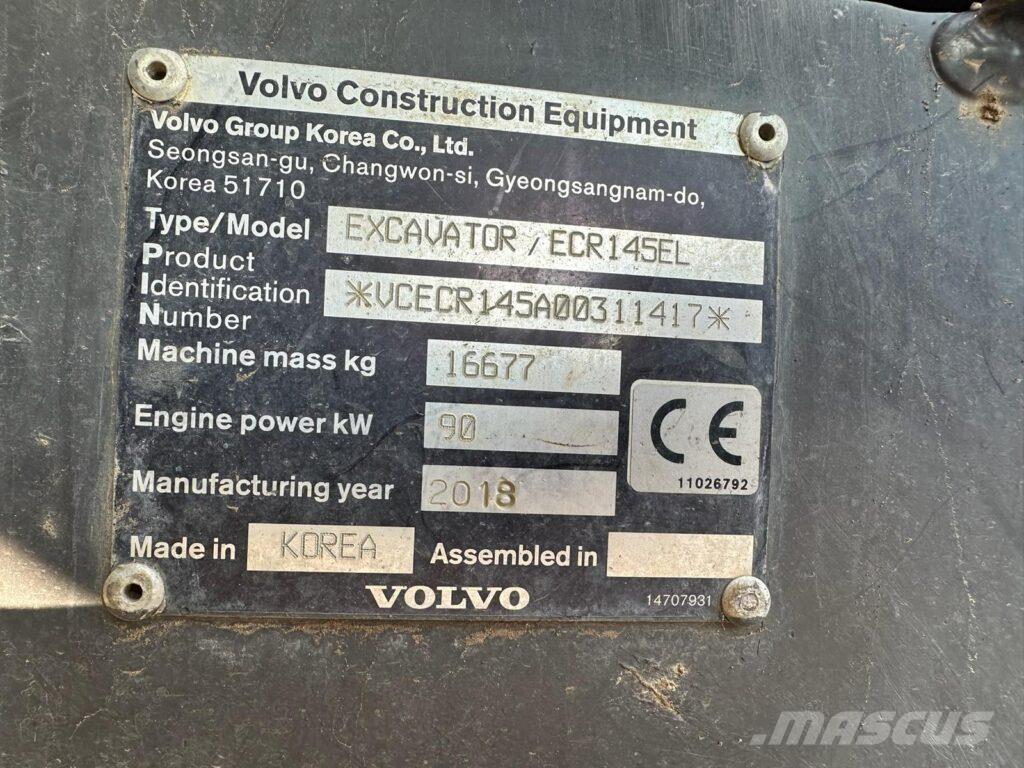 Volvo Construction Equipment
Volvo Group Korea Co., Ltd.
Seongsan-gu, Changwon-si, Gyeongsangnam-do,
Korea 51710
Type/Model EXCAVATOR / ECR145EL
Product
Identification *VCECR145A00311417*
Number
Machine mass kg 16677
Engine power kW 90
CE
11026792
Manufacturing year 2018
Made in KOREA Assembled in
VOLVO
14707931
MASCUS